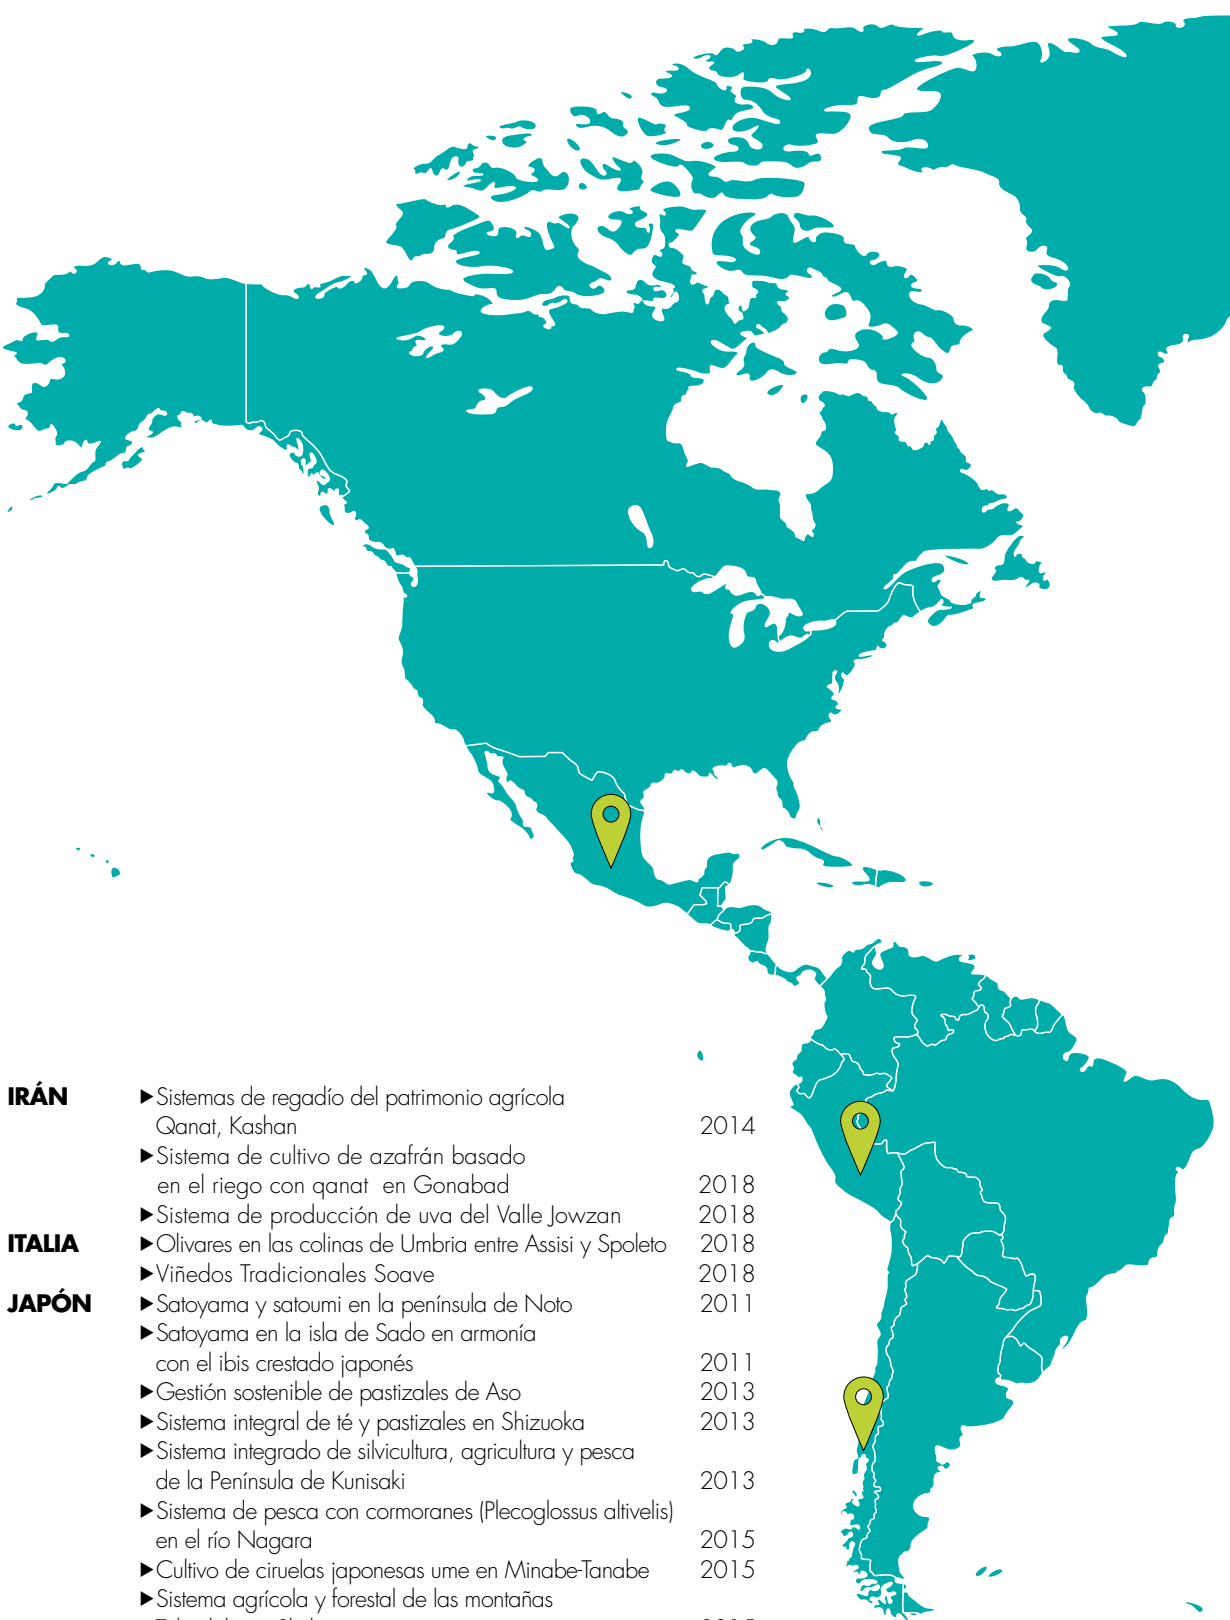 IRÁN ▶Sistemas de regadío del patrimonio agrícola
Qanat, Kashan 2014
▶Sistema de cultivo de azafrán basado
en el riego con qanat en Gonabad 2018
▶Sistema de producción de uva del Valle Jowzan 2018
ITALIA ▶Olivares en las colinas de Umbria entre Assisi y Spoleto 2018
▶Viñedos Tradicionales Soave 2018
JAPÓN ▶Satoyama y satoumi en la península de Noto 2011
▶Satoyama en la isla de Sado en armonía
con el ibis crestado japonés 2011
▶Gestión sostenible de pastizales de Aso 2013
▶Sistema integral de té y pastizales en Shizuoka 2013
▶Sistema integrado de silvicultura, agricultura y pesca
de la Península de Kunisaki 2013
▶Sistema de pesca con cormoranes (Plecoglossus altivelis)
en el río Nagara 2015
▶Cultivo de ciruelas japonesas ume en Minabe-Tanabe 2015
▶Sistema agrícola y forestal de las montañas